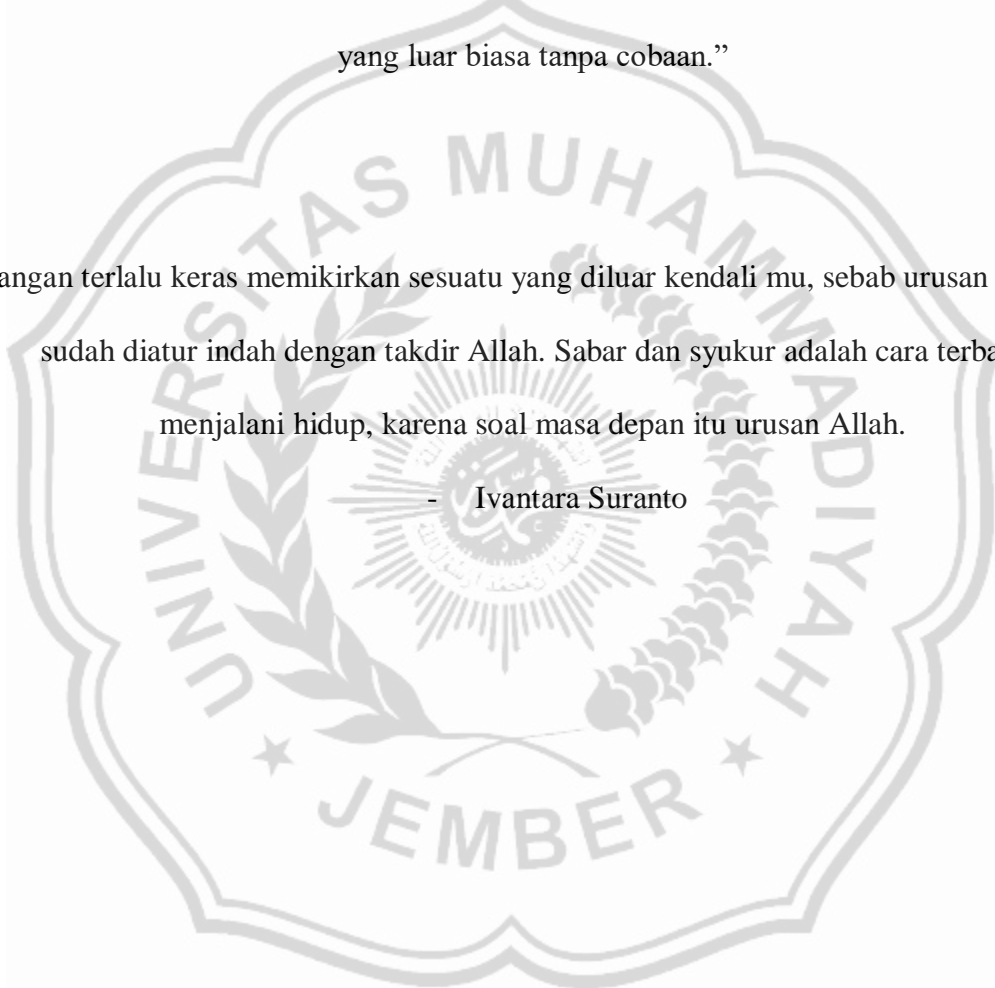 yang luar biasa tanpa cobaan.”
angan terlalu keras memikirkan sesuatu yang diluar kendali mu, sebab urusan
sudah diatur indah dengan takdir Allah. Sabar dan syukur adalah cara terba
menjalani hidup, karena soal masa depan itu urusan Allah.
- Ivantara Suranto
UNIVERSITAS MUHAMMADIYAH
JEMBER